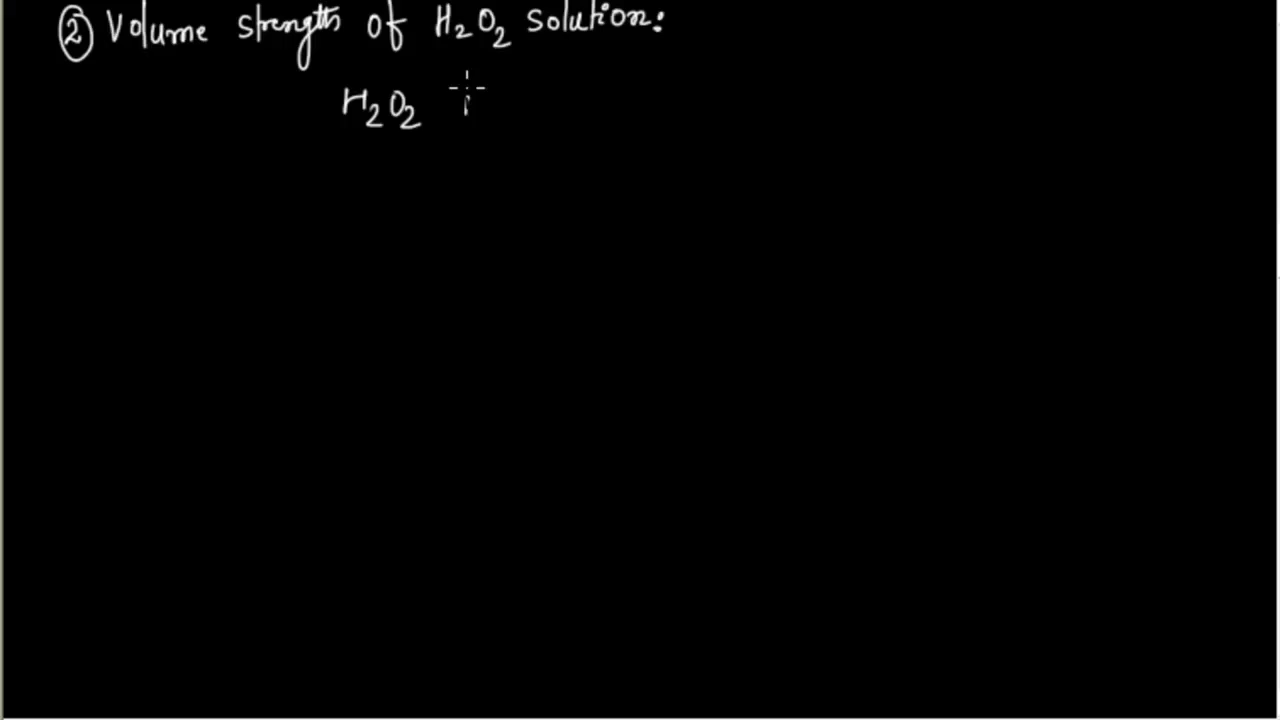 ② Volume strength of H₂O₂ solution:
H₂O₂